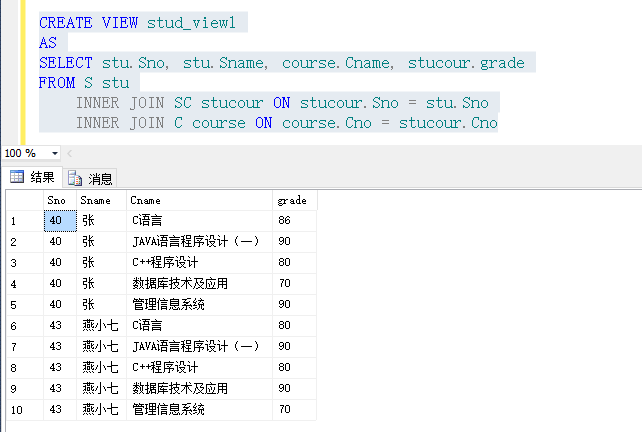 CREATE VIEW stud_view1
AS
SELECT stu.Sno, stu.Sname, course.Cname, stucour.grade
FROM S stu
INNER JOIN SC stucour ON stucour.Sno = stu.Sno
INNER JOIN C course ON course.Cno = stucour.Cno
100 %
结果 消息
Sno Sname Cname grade
1 40 张 C语言 86
2 40 张 JAVA语言程序设计（一） 90
3 40 张 C++程序设计 80
4 40 张 数据库技术及应用 70
5 40 张 管理信息系统 90
6 43 燕小七 C语言 80
7 43 燕小七 JAVA语言程序设计（一） 90
8 43 燕小七 C++程序设计 80
9 43 燕小七 数据库技术及应用 90
10 43 燕小七 管理信息系统 70